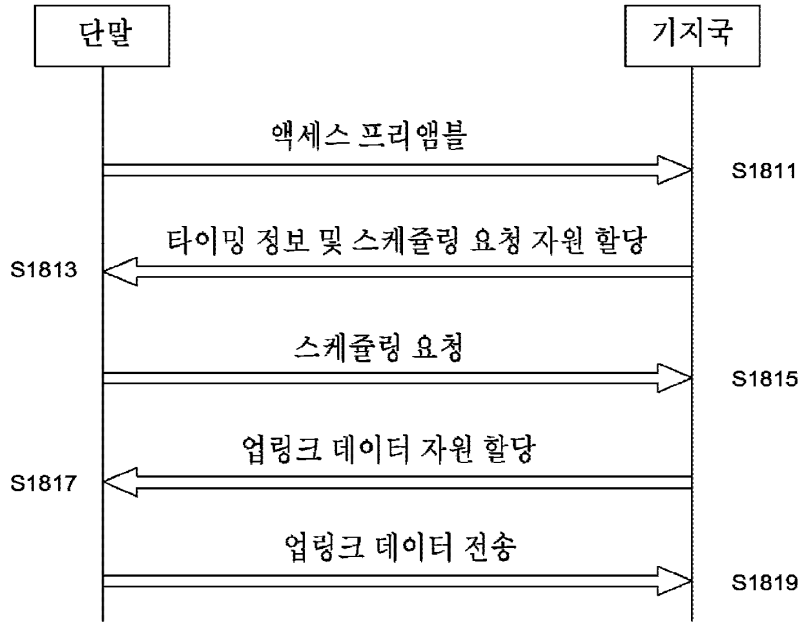 단말
기지국
액세스 프리앰블
S1811
타이밍 정보 및 스케쥴링 요청 자원 할당
S1813
스케쥴링 요청
S1815
업링크 데이터 자원 할당
S1817
업링크 데이터 전송
S1819